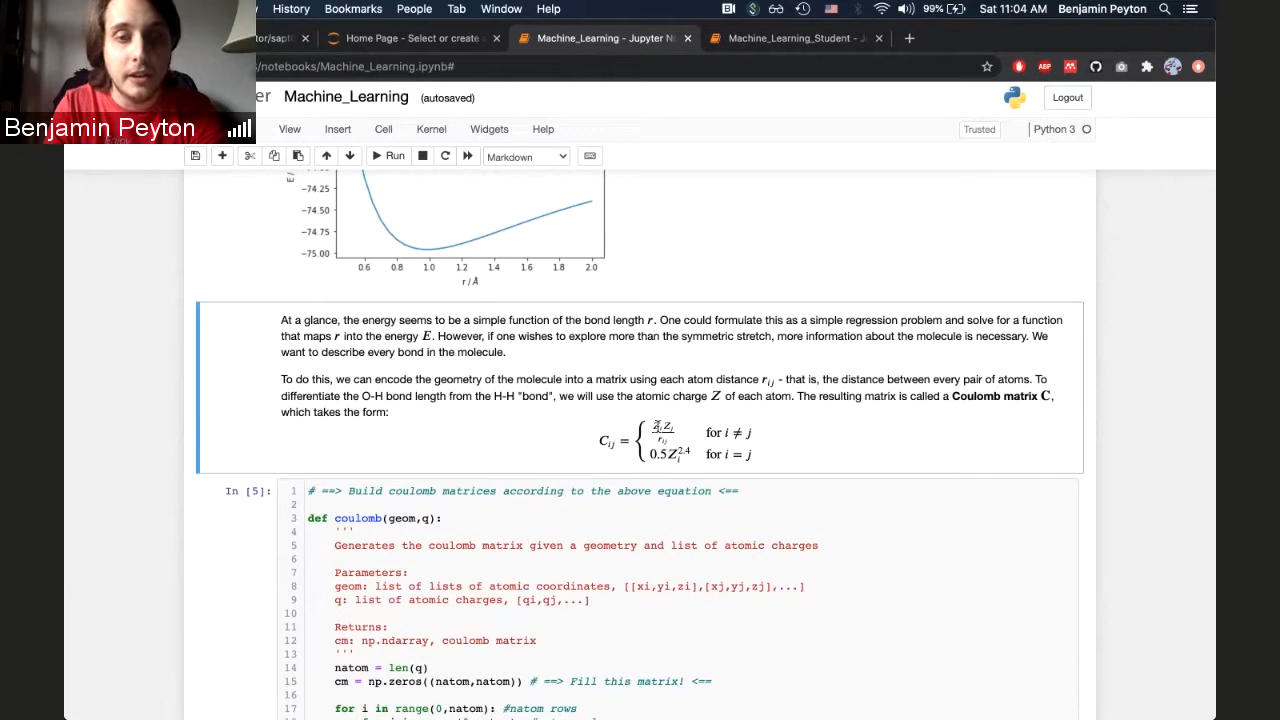 History Bookmarks People Tab Window Help 99% Sat 11:04 AM Benjamin Peyton
Home Page - Select or create Machine_Learning - Jupyter N Machine_Learning_Student - J
s/notebooks/Machine_Learning.ipynb# ABP
Benjamin Peyton
er Machine_Learning (autosaved) Logout
View Insert Cell Kernel Widgets Help Trusted Python 3
Run Markdown
−74.25
−74.50
−74.75
−75.00
0.6 0.8 1.0 1.2 1.4 1.6 1.8 2.0
r / Å
At a glance, the energy seems to be a simple function of the bond length r. One could formulate this as a simple regression problem and solve for a function
that maps r into the energy E. However, if one wishes to explore more than the symmetric stretch, more information about the molecule is necessary. We
want to describe every bond in the molecule.
To do this, we can encode the geometry of the molecule into a matrix using each atom distance r_ij - that is, the distance between every pair of atoms. To
differentiate the O-H bond length from the H-H "bond", we will use the atomic charge Z of each atom. The resulting matrix is called a Coulomb matrix C,
which takes the form:
C_ij = { Z_i Z_j / r_ij for i ≠ j
0.5Z_i^2.4 for i = j
In [5]: 1 # ==> Build coulomb matrices according to the above equation <==
2
3 def coulomb(geom,q):
4 '''
5 Generates the coulomb matrix given a geometry and list of atomic charges
6
7 Parameters:
8 geom: list of lists of atomic coordinates, [[xi,yi,zi],[xj,yj,zj],...]
9 q: list of atomic charges, [qi,qj,...]
10
11 Returns:
12 cm: np.ndarray, coulomb matrix
13 '''
14 natom = len(q)
15 cm = np.zeros((natom,natom)) # ==> Fill this matrix! <==
16
17 for i in range(0,natom): #natom rows